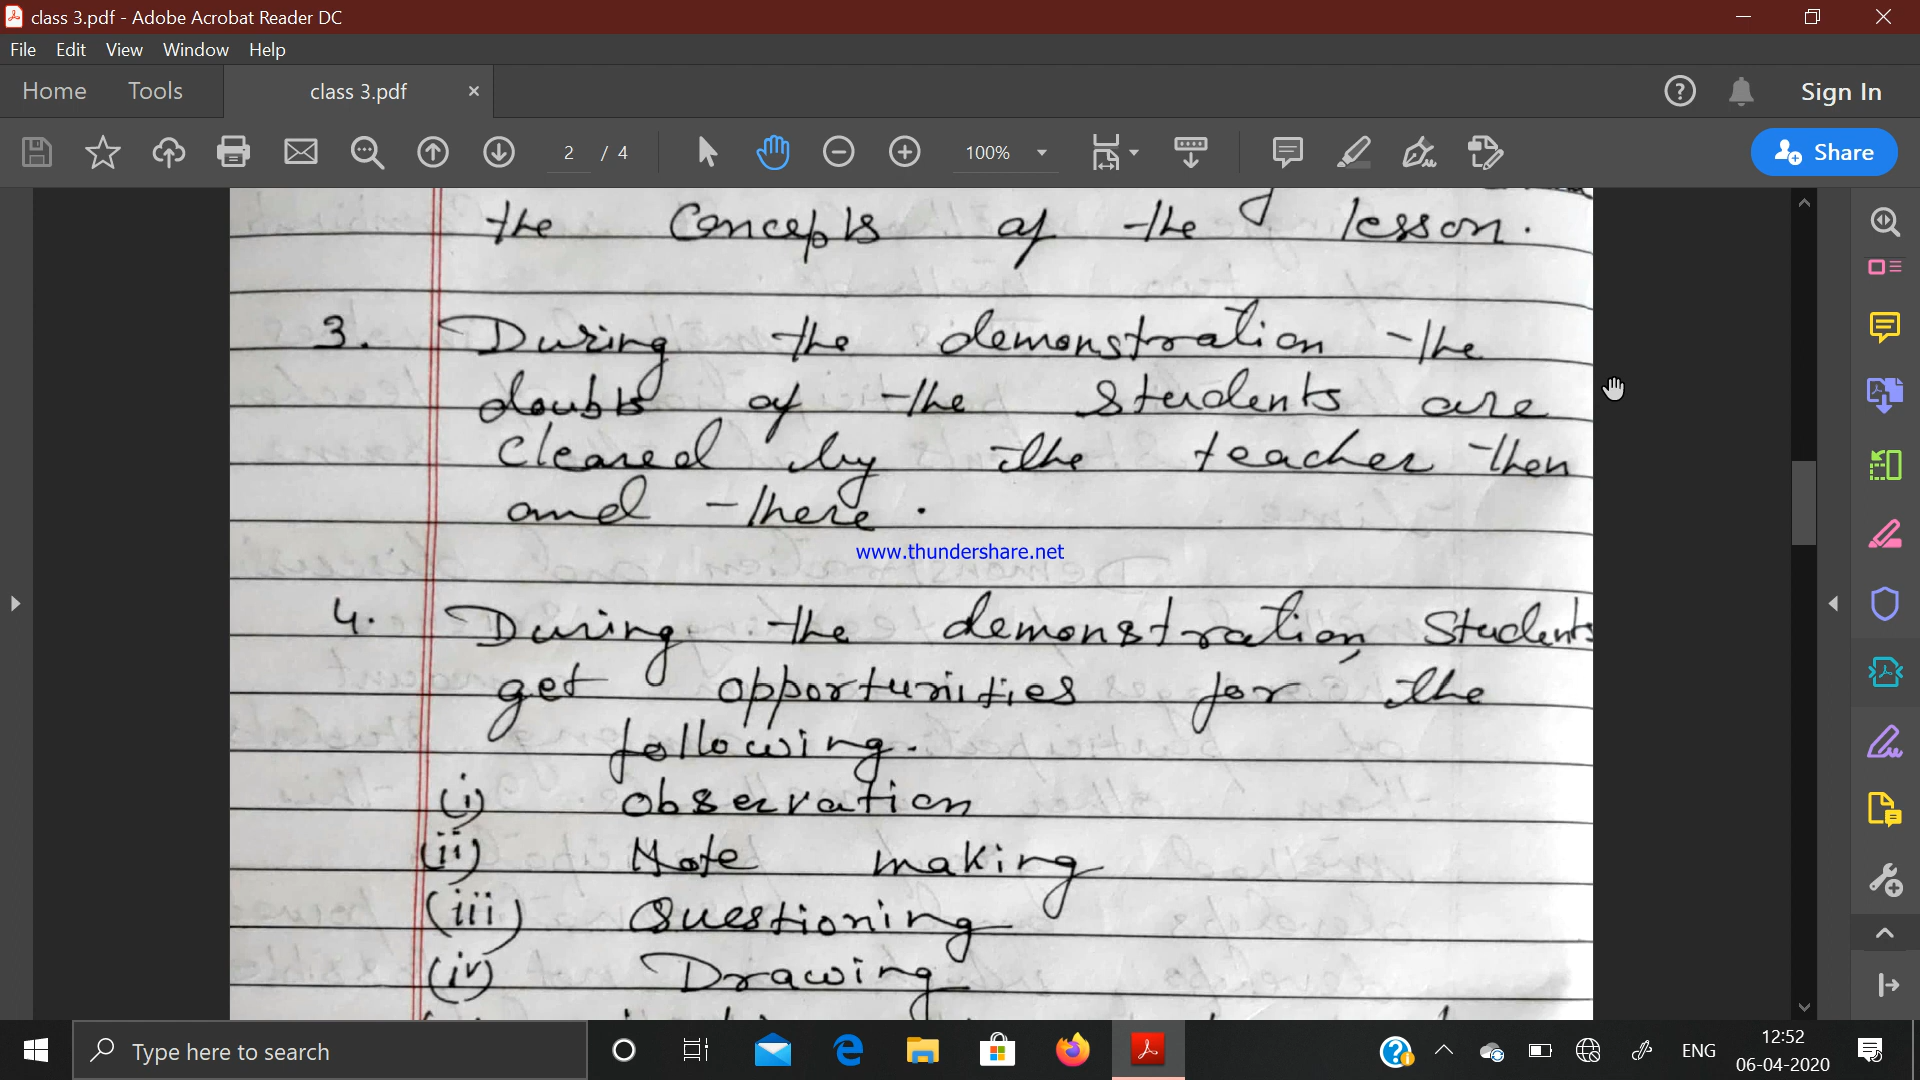 class 3.pdf - Adobe Acrobat Reader DC
File Edit View Window Help
Home Tools class 3.pdf Sign In
2 / 4 100% Share
the Concepts of the lesson.
3. During the demonstration the
doubts of the students are
cleared by the teacher then
and there.
www.thundershare.net
4. During the demonstration, Students
get opportunities for the
following.
(i) observation
(ii) Note making
(iii) Questioning
(iv) Drawing
Type here to search ENG 12:52
06-04-2020